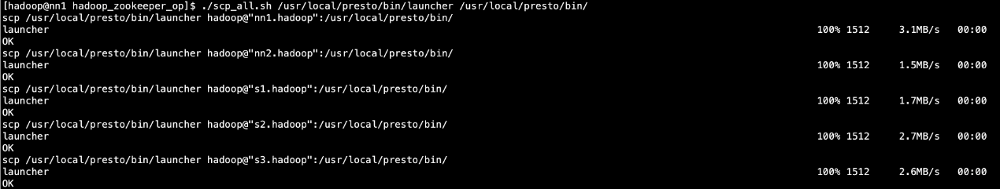 [hadoop@nn1 hadoop_zookeeper_op]$ ./scp_all.sh /usr/local/presto/bin/launcher /usr/local/presto/bin/
scp /usr/local/presto/bin/launcher hadoop@"nn1.hadoop":/usr/local/presto/bin/
launcher 100% 1512 3.1MB/s 00:00
OK
scp /usr/local/presto/bin/launcher hadoop@"nn2.hadoop":/usr/local/presto/bin/
launcher 100% 1512 1.5MB/s 00:00
OK
scp /usr/local/presto/bin/launcher hadoop@"s1.hadoop":/usr/local/presto/bin/
launcher 100% 1512 1.7MB/s 00:00
OK
scp /usr/local/presto/bin/launcher hadoop@"s2.hadoop":/usr/local/presto/bin/
launcher 100% 1512 2.7MB/s 00:00
OK
scp /usr/local/presto/bin/launcher hadoop@"s3.hadoop":/usr/local/presto/bin/
launcher 100% 1512 2.6MB/s 00:00
OK